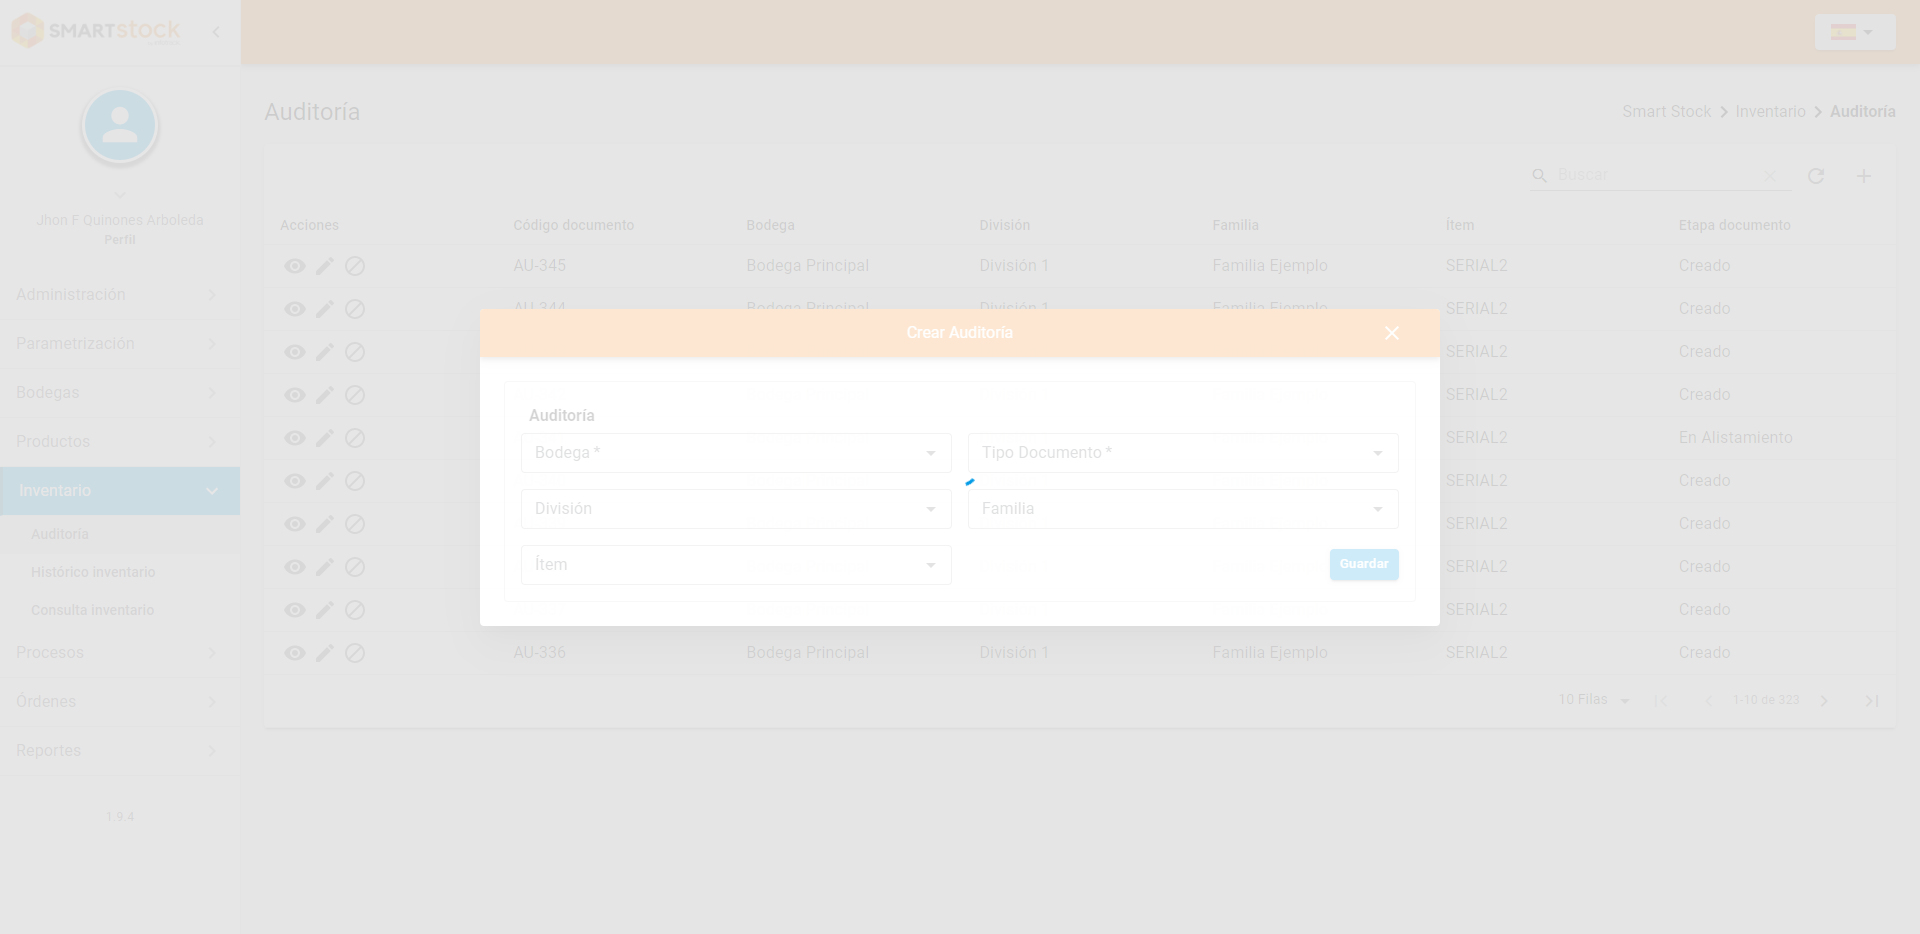 SMARTstock
Auditoría
Smart Stock > Inventario > Auditoría
Jhon F Quinones Arboleda
Perfil
Administración
Parametrización
Bodegas
Productos
Inventario
Auditoría
Histórico inventario
Consulta inventario
Procesos
Órdenes
Reportes
1.9.4
Buscar
Acciones Código documento Bodega División Familia Ítem Etapa documento
AU-345 Bodega Principal División 1 Familia Ejemplo SERIAL2 Creado
AU-344 Bodega Principal División 1 Familia Ejemplo SERIAL2 Creado
SERIAL2 Creado
SERIAL2 Creado
SERIAL2 En Alistamiento
SERIAL2 Creado
SERIAL2 Creado
SERIAL2 Creado
SERIAL2 Creado
AU-336 Bodega Principal División 1 Familia Ejemplo SERIAL2 Creado
10 Filas 1-10 de 323
Crear Auditoría
Auditoría
Bodega * Tipo Documento *
División Familia
Ítem Guardar